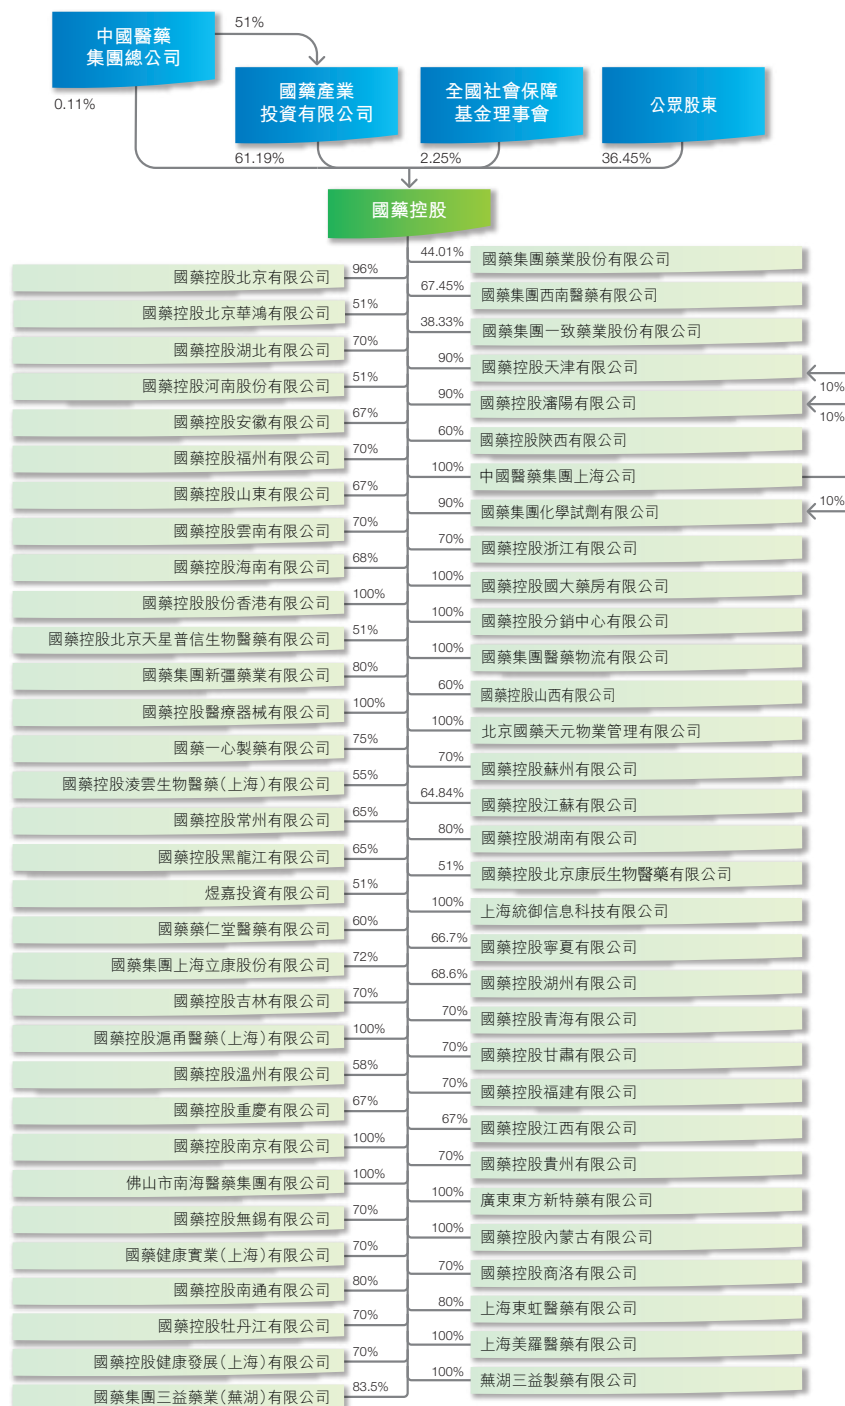 中國醫藥
集團總公司
51%
0.11%
國藥產業
投資有限公司
全國社會保障
基金理事會
公眾股東
61.19%
2.25%
36.45%
國藥控股
國藥控股北京有限公司 96%
國藥控股北京華鴻有限公司 51%
國藥控股湖北有限公司 70%
國藥控股河南股份有限公司 51%
國藥控股安徽有限公司 67%
國藥控股福州有限公司 70%
國藥控股山東有限公司 67%
國藥控股雲南有限公司 70%
國藥控股海南有限公司 68%
國藥控股股份香港有限公司 100%
國藥控股北京天星普信生物醫藥有限公司 51%
國藥集團新疆藥業有限公司 80%
國藥控股醫療器械有限公司 100%
國藥一心製藥有限公司 75%
國藥控股淩雲生物醫藥(上海)有限公司 55%
國藥控股常州有限公司 65%
國藥控股黑龍江有限公司 65%
煜嘉投資有限公司 51%
國藥藥仁堂醫藥有限公司 60%
國藥集團上海立康股份有限公司 72%
國藥控股吉林有限公司 70%
國藥控股滬甬醫藥(上海)有限公司 100%
國藥控股溫州有限公司 58%
國藥控股重慶有限公司 67%
國藥控股南京有限公司 100%
佛山市南海醫藥集團有限公司 100%
國藥控股無錫有限公司 70%
國藥健康實業(上海)有限公司 70%
國藥控股南通有限公司 80%
國藥控股牡丹江有限公司 70%
國藥控股健康發展(上海)有限公司 70%
國藥集團三益藥業(蕪湖)有限公司 83.5%
44.01% 國藥集團藥業股份有限公司
67.45% 國藥集團西南醫藥有限公司
38.33% 國藥集團一致藥業股份有限公司
90% 國藥控股天津有限公司 10%
90% 國藥控股瀋陽有限公司 10%
60% 國藥控股陝西有限公司
100% 中國醫藥集團上海公司
90% 國藥集團化學試劑有限公司 10%
70% 國藥控股浙江有限公司
100% 國藥控股國大藥房有限公司
100% 國藥控股分銷中心有限公司
100% 國藥集團醫藥物流有限公司
60% 國藥控股山西有限公司
100% 北京國藥天元物業管理有限公司
70% 國藥控股蘇州有限公司
64.84% 國藥控股江蘇有限公司
80% 國藥控股湖南有限公司
51% 國藥控股北京康辰生物醫藥有限公司
100% 上海統御信息科技有限公司
66.7% 國藥控股寧夏有限公司
68.6% 國藥控股湖州有限公司
70% 國藥控股青海有限公司
70% 國藥控股甘肅有限公司
70% 國藥控股福建有限公司
67% 國藥控股江西有限公司
70% 國藥控股貴州有限公司
100% 廣東東方新特藥有限公司
100% 國藥控股內蒙古有限公司
70% 國藥控股商洛有限公司
80% 上海東虹醫藥有限公司
100% 上海美羅醫藥有限公司
100% 蕪湖三益製藥有限公司